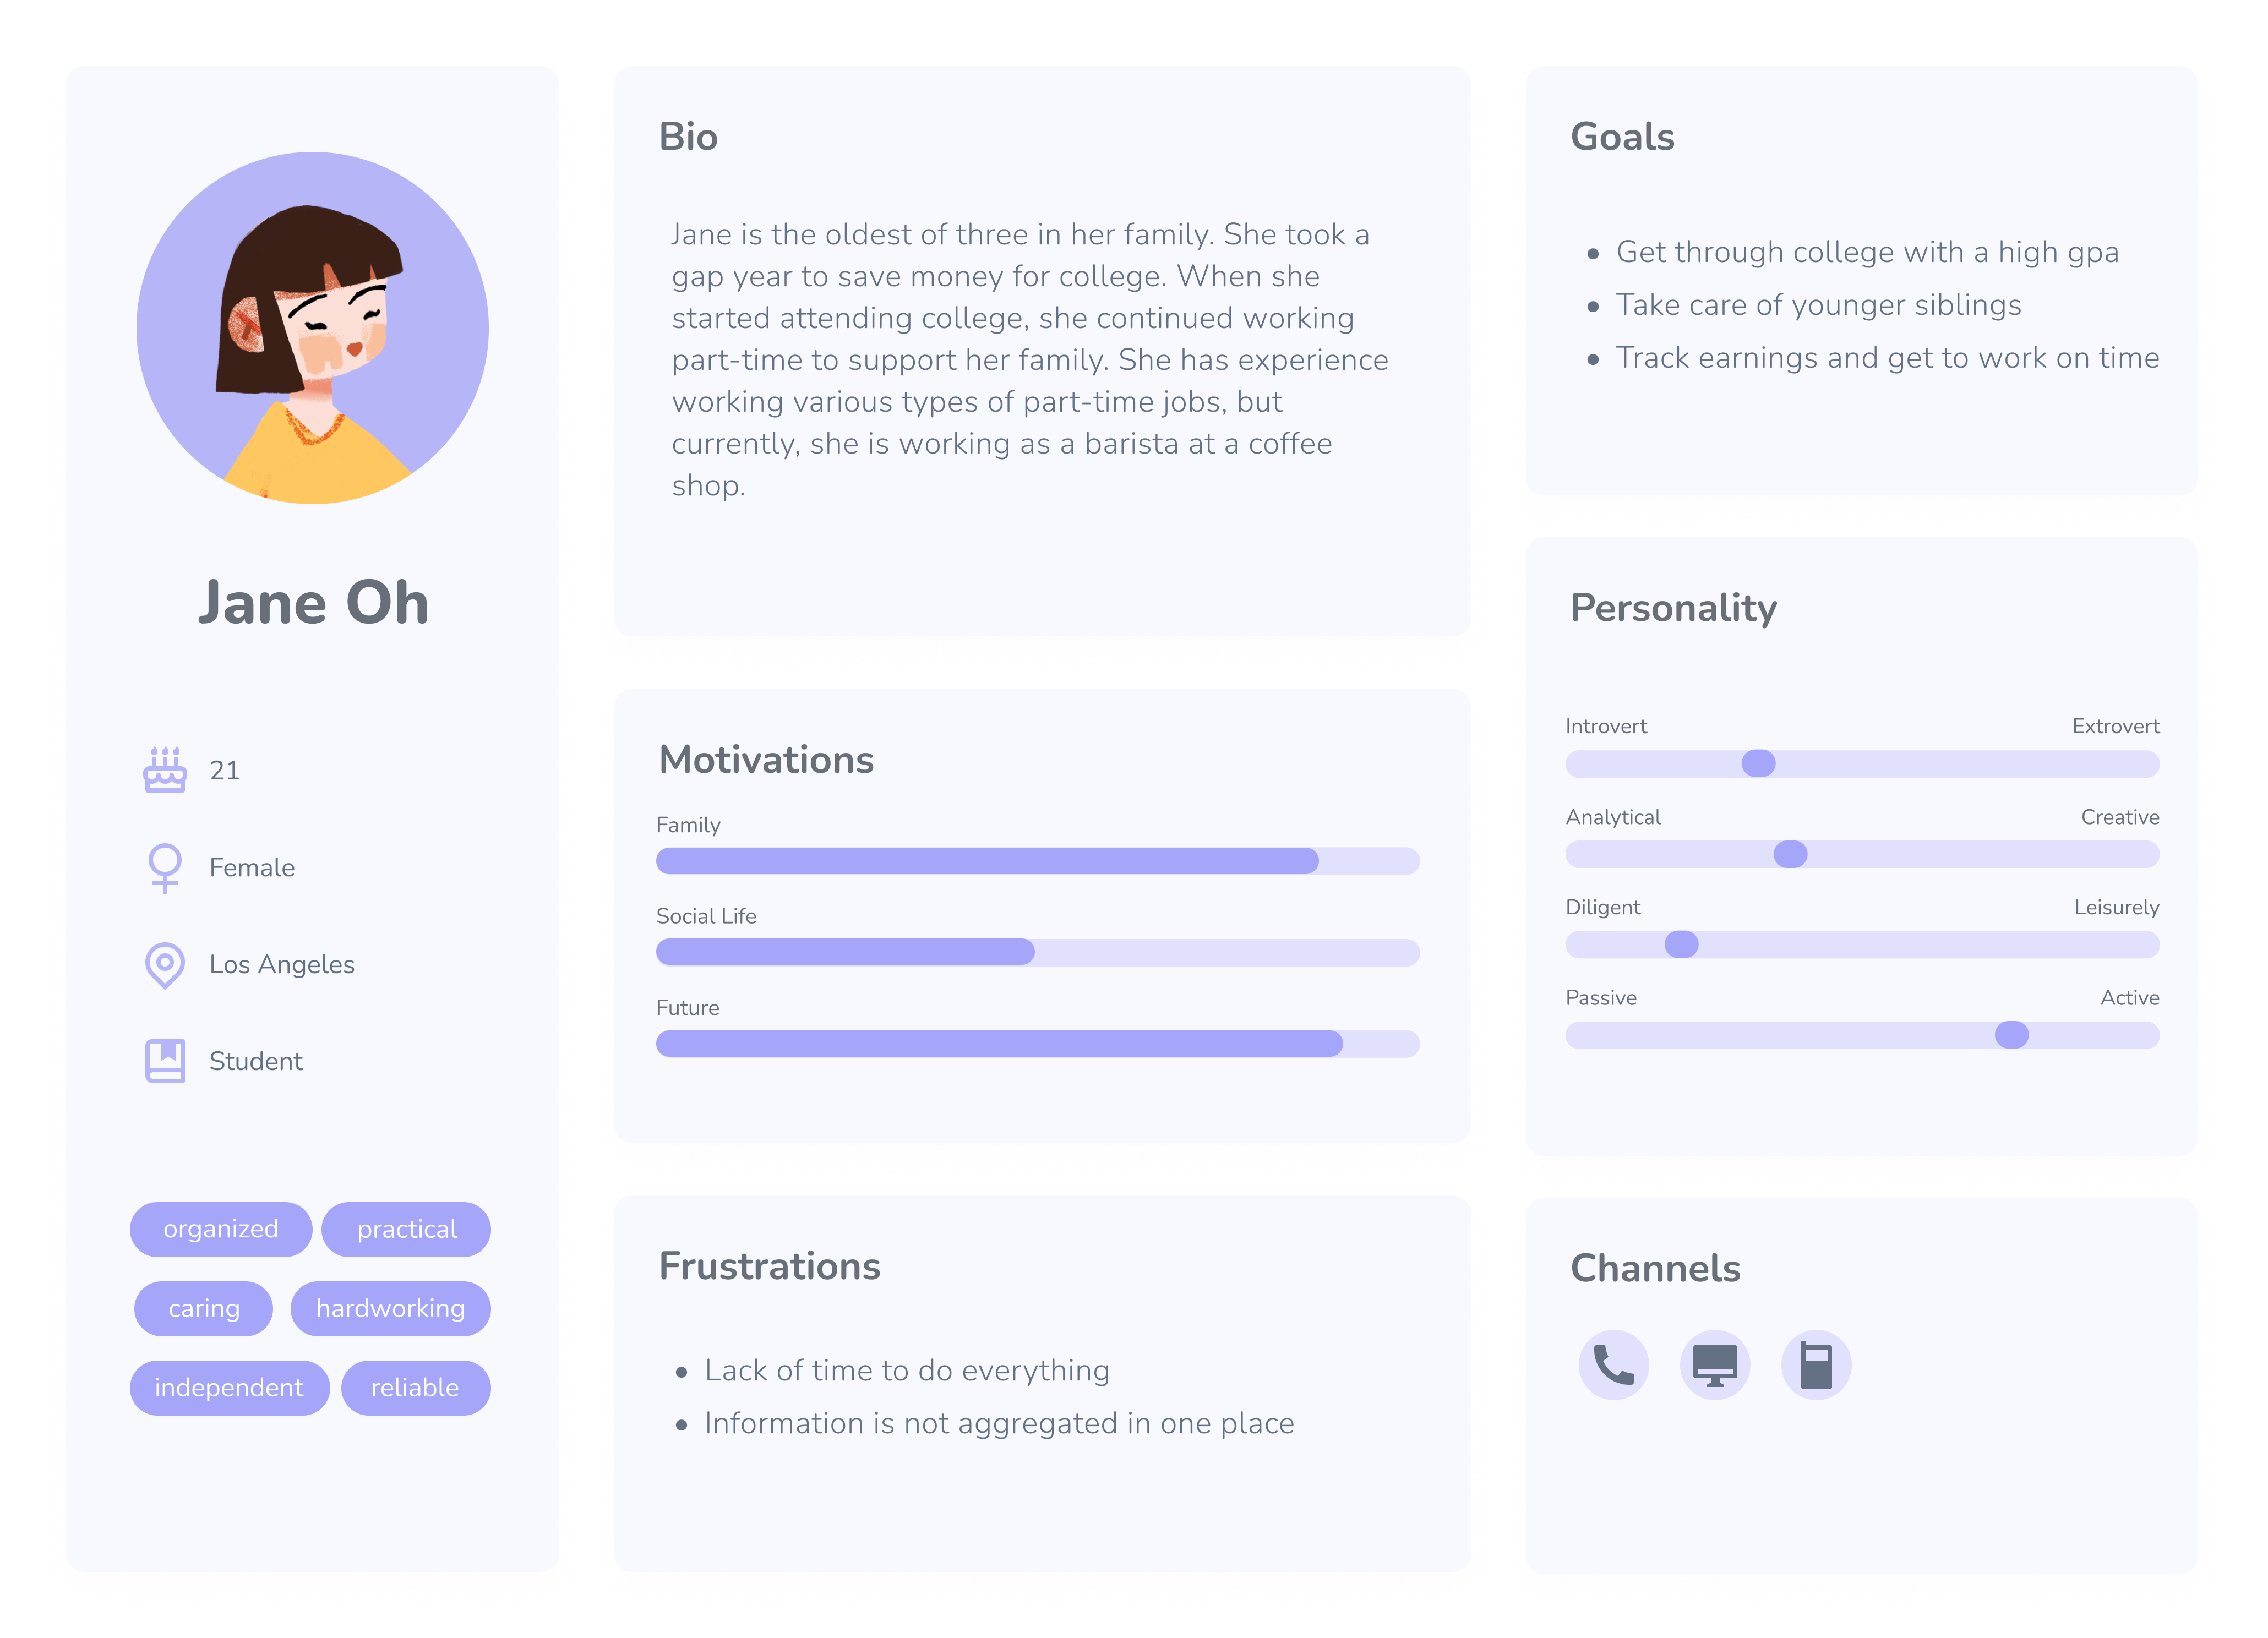 Jane Oh
21
Female
Los Angeles
Student
organized practical
caring hardworking
independent reliable
Bio
Jane is the oldest of three in her family. She took a
gap year to save money for college. When she
started attending college, she continued working
part-time to support her family. She has experience
working various types of part-time jobs, but
currently, she is working as a barista at a coffee
shop.
Motivations
Family
Social Life
Future
Frustrations
• Lack of time to do everything
• Information is not aggregated in one place
Goals
• Get through college with a high gpa
• Take care of younger siblings
• Track earnings and get to work on time
Personality
Introvert Extrovert
Analytical Creative
Diligent Leisurely
Passive Active
Channels